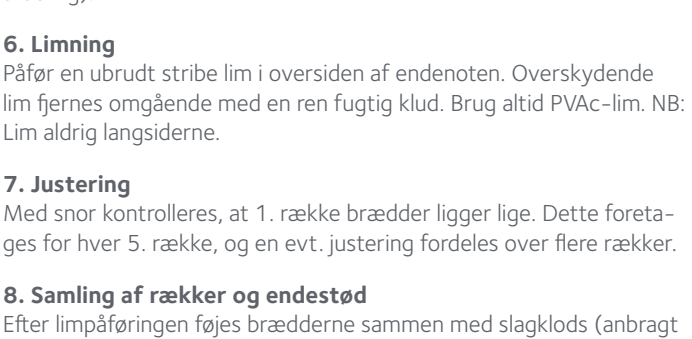 6. Limning
Påfør en ubrudt stribe lim i oversiden af endenoten. Overskydende
lim fjernes omgående med en ren fugtig klud. Brug altid PVAc-lim. NB:
Lim aldrig langsiderne.
7. Justering
Med snor kontrolleres, at 1. række brædder ligger lige. Dette foreta-
ges for hver 5. række, og en evt. justering fordeles over flere rækker.
8. Samling af rækker og endestød
Efter limpåføringen føjes brædderne sammen med slagklods (anbragt